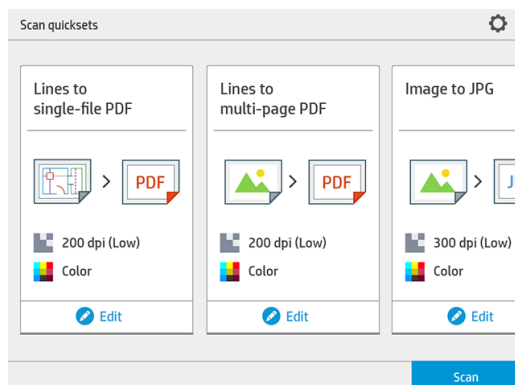 Scan quicksets
Lines to
single-file PDF
PDF
200 dpi (Low)
Color
Edit
Lines to
multi-page PDF
PDF
200 dpi (Low)
Color
Edit
Image to JPG
J
300 dpi (Low)
Color
Edit
Scan